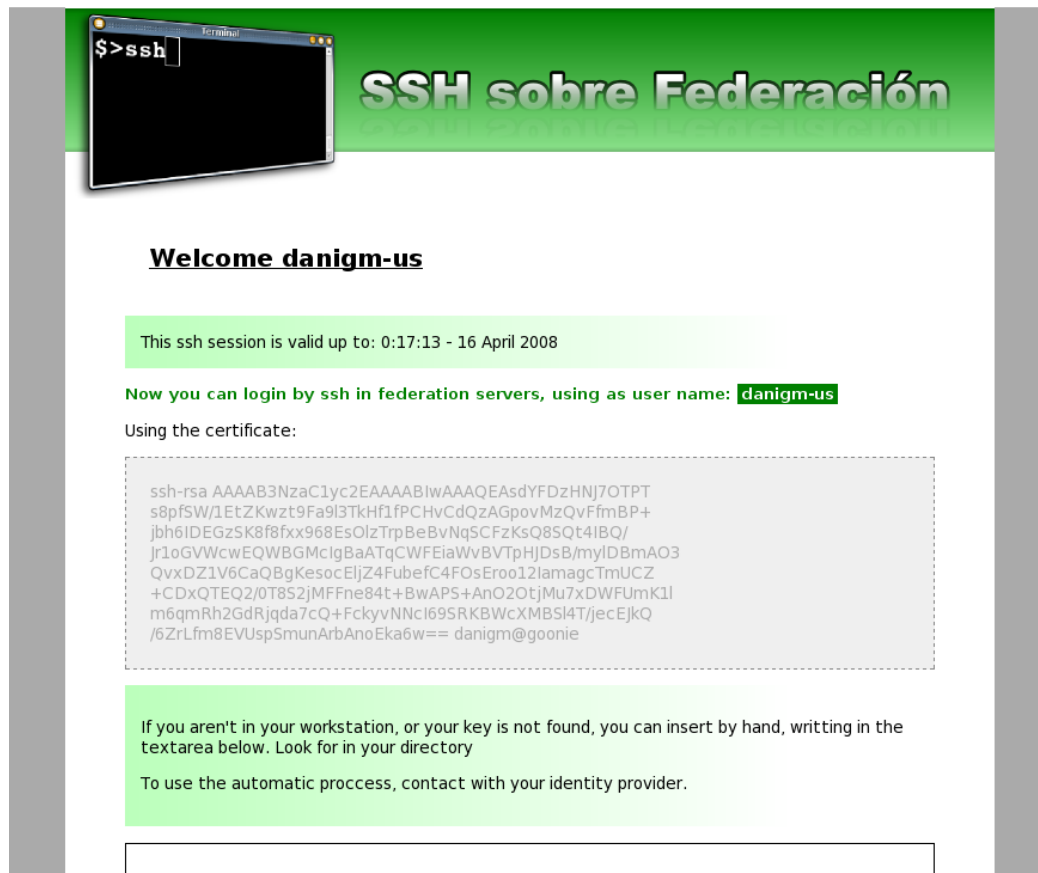 Terminal
$>ssh
SSH sobre Federación
Welcome danigm-us
This ssh session is valid up to: 0:17:13 - 16 April 2008
Now you can login by ssh in federation servers, using as user name: danigm-us
Using the certificate:
ssh-rsa AAAAB3NzaC1yc2EAAAABIwAAAQEAsdYFDzHNJ7OTPT
s8pfSW/1EtZKwzt9Fa9l3TkHf1fPCHvCdQzAGpovMzQvFfmBP+
jbh6IDEGzSK8f8fxx968EsOlzTrpBeBvNqSCFzKsQ8SQt4IBQ/
Jr1oGVWcwEQWBGMcIgBaATqCWFEiaWvBVTpHJDsB/mylDBmAO3
QvxDZ1V6CaQBgKesocEljZ4FubefC4FOsEroo12IamagcTmUCZ
+CDxQTEQ2/0T8S2jMFFne84t+BwAPS+AnO2OtjMu7xDWFUmK1l
m6qmRh2GdRjqda7cQ+FckyvNNcI69SRKBWcXMBSl4T/jecEJkQ
/6ZrLfm8EVUspSmunArbAnoEka6w== danigm@goonie
If you aren't in your workstation, or your key is not found, you can insert by hand, writting in the
textarea below. Look for in your directory
To use the automatic proccess, contact with your identity provider.